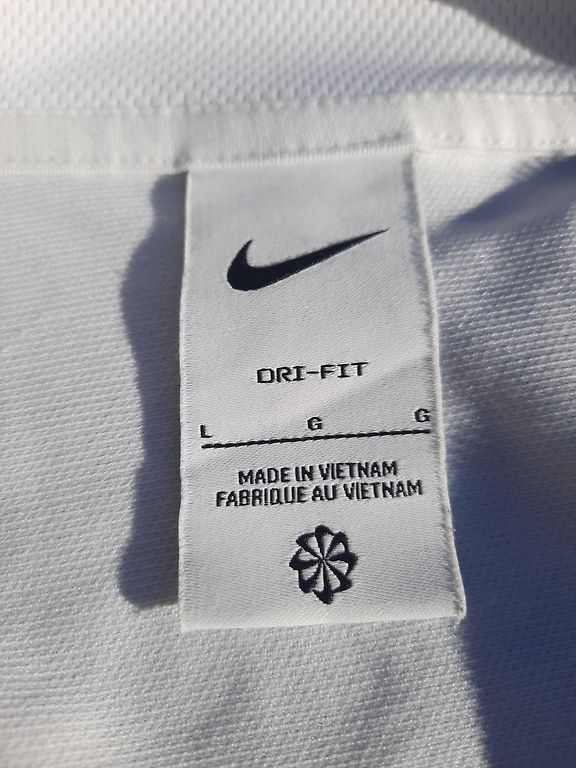 DRI-FIT
L G G
MADE IN VIETNAM
FABRIQUE AU VIETNAM